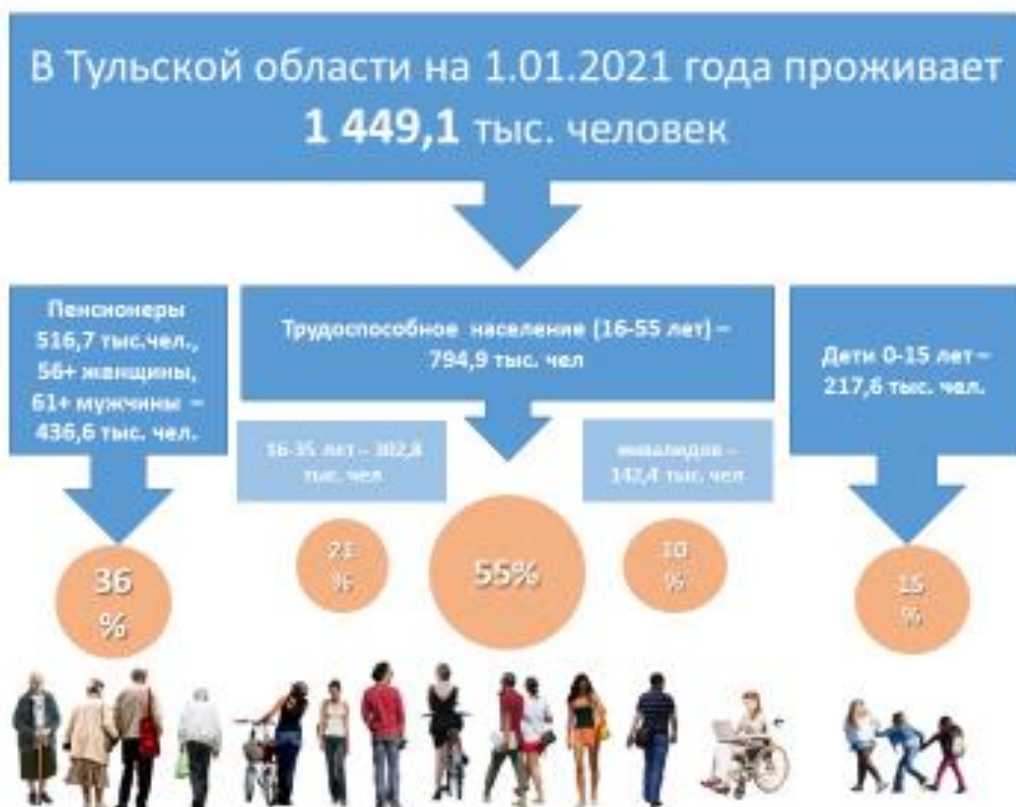 В Тульской области на 1.01.2021 года проживает
1 449,1 тыс. человек
Пенсионеры
516,7 тыс.чел.,
56+ женщины,
61+ мужчины –
436,6 тыс. чел.
Трудоспособное население (16-55 лет) –
794,9 тыс. чел
Дети 0-15 лет –
217,6 тыс. чел.
16-35 лет – 302,8
тыс. чел
инвалидов –
142,4 тыс. чел
36
%
21
%
55%
10
%
15
%